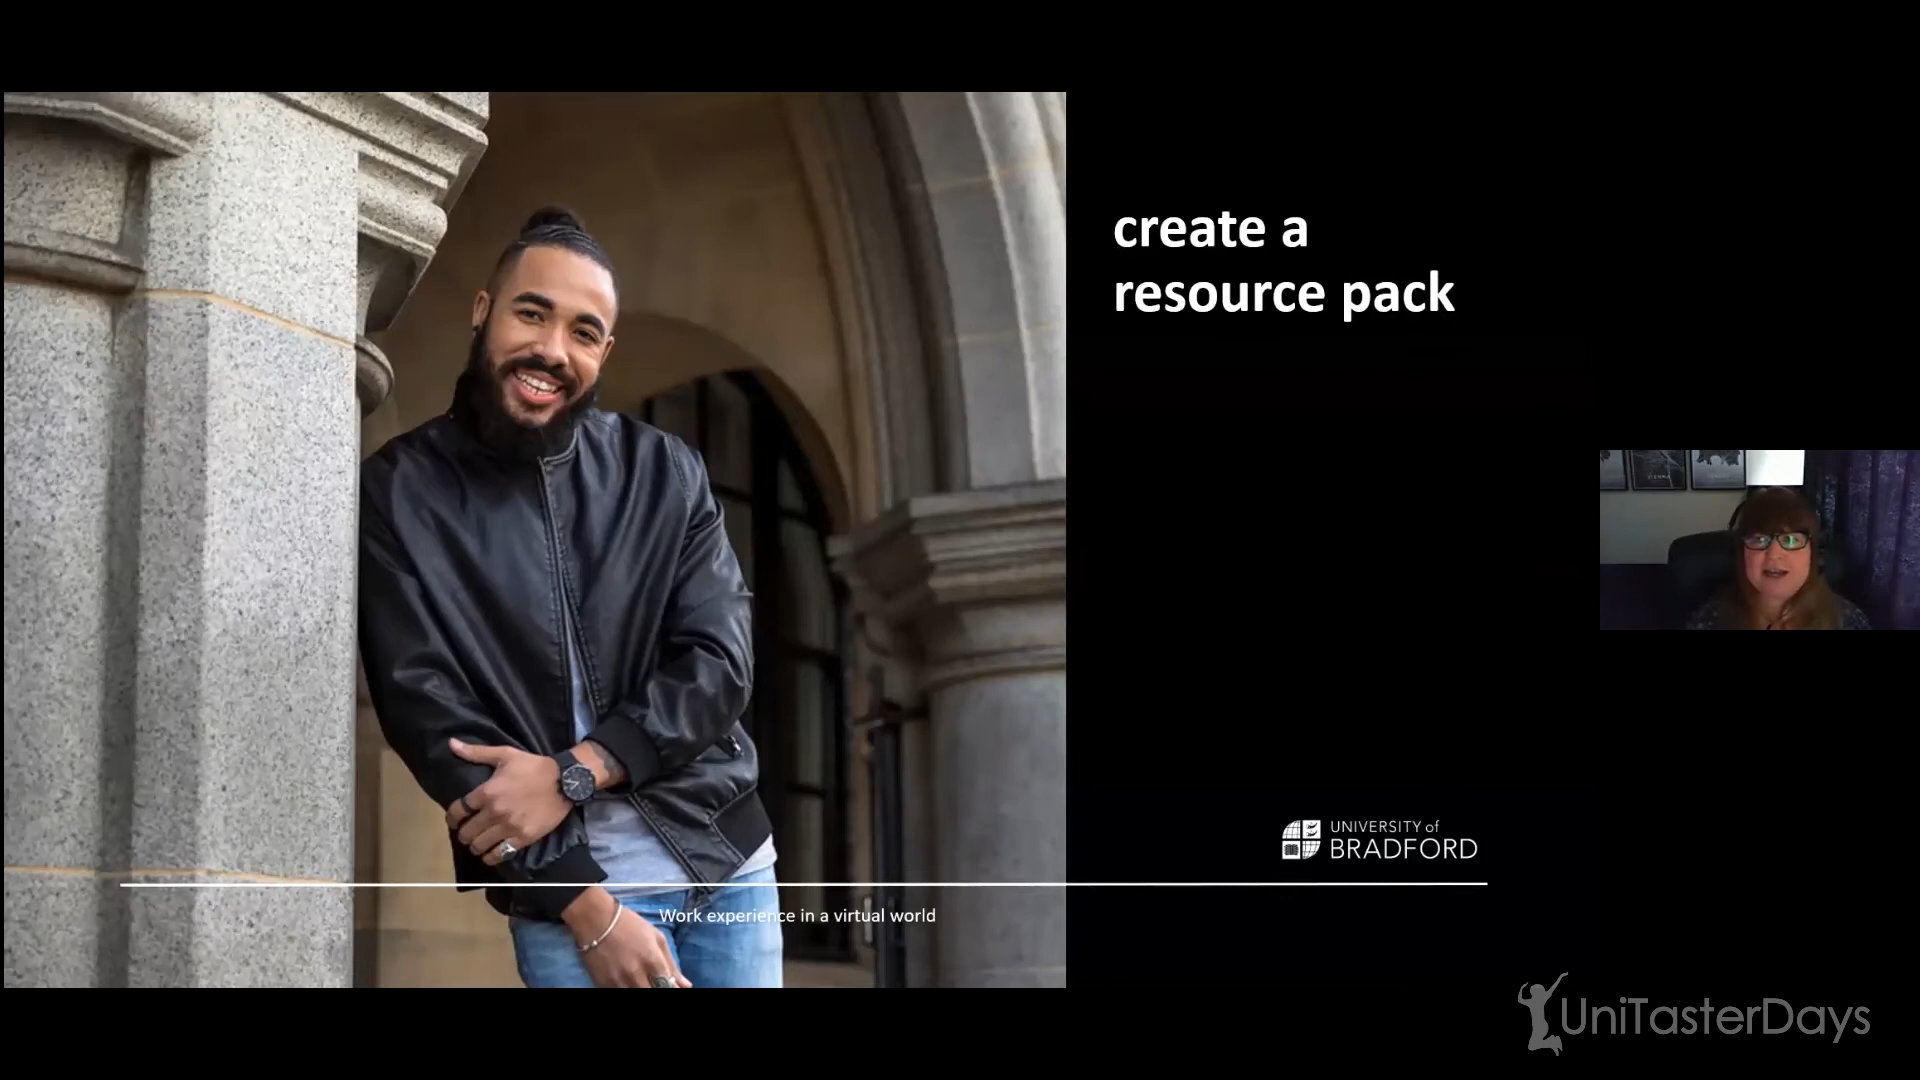 create a
resource pack
UNIVERSITY of
BRADFORD
Work experience in a virtual world
UniTasterDays